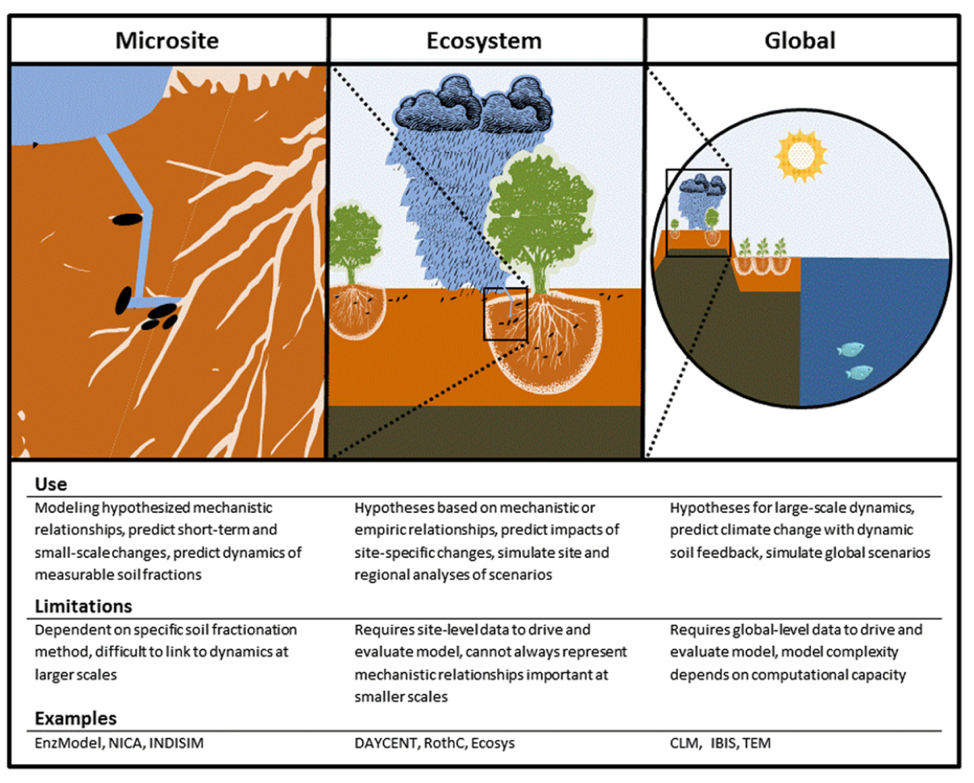 Microsite
Ecosystem
Global
Use
Modeling hypothesized mechanistic
relationships, predict short-term and
small-scale changes, predict dynamics of
measurable soil fractions
Hypotheses based on mechanistic or
empiric relationships, predict impacts of
site-specific changes, simulate site and
regional analyses of scenarios
Hypotheses for large-scale dynamics,
predict climate change with dynamic
soil feedback, simulate global scenarios
Limitations
Dependent on specific soil fractionation
method, difficult to link to dynamics at
larger scales
Requires site-level data to drive and
evaluate model, cannot always represent
mechanistic relationships important at
smaller scales
Requires global-level data to drive and
evaluate model, model complexity
depends on computational capacity
Examples
EnzModel, NICA, INDISIM
DAYCENT, RothC, Ecosys
CLM, IBIS, TEM